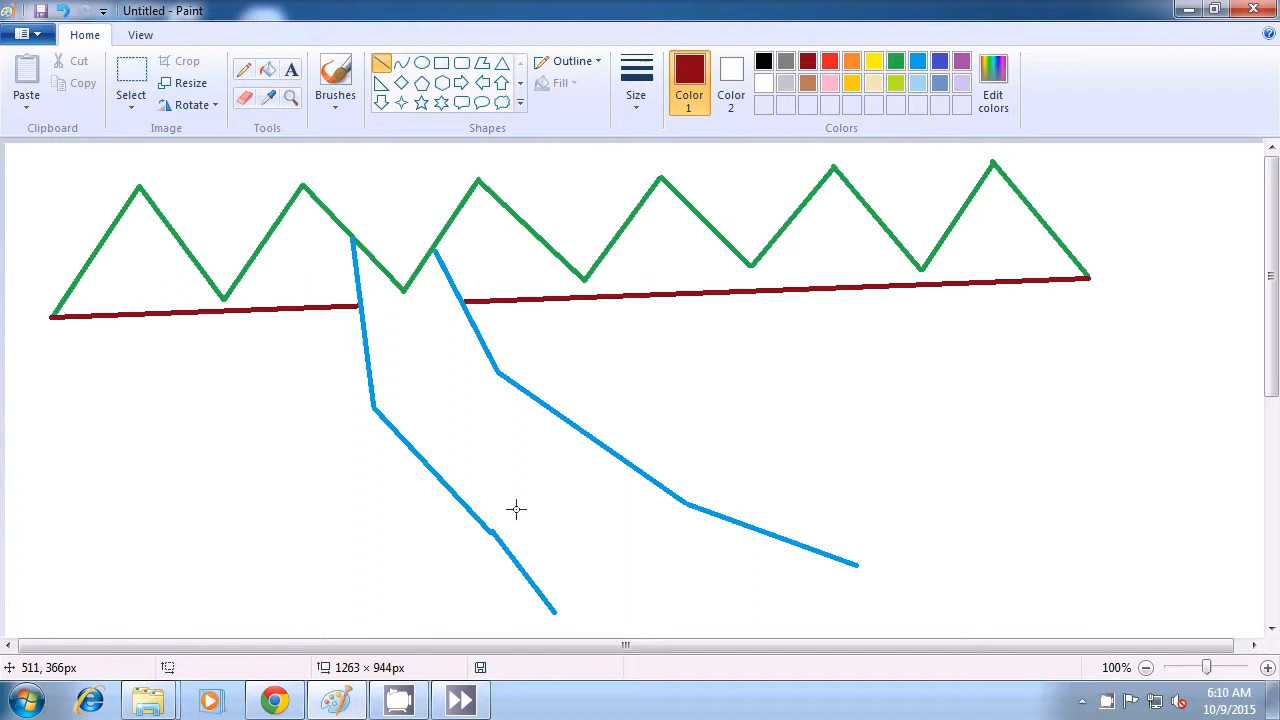 Untitled - Paint
Home View
Paste
Cut
Copy
Clipboard
Select
Crop
Resize
Rotate
Image
A
Tools
Brushes
Shapes
Outline
Fill
Size
Color 1
Color 2
Edit colors
Colors
511, 366px
1263 × 944px
100%
6:10 AM
10/9/2015